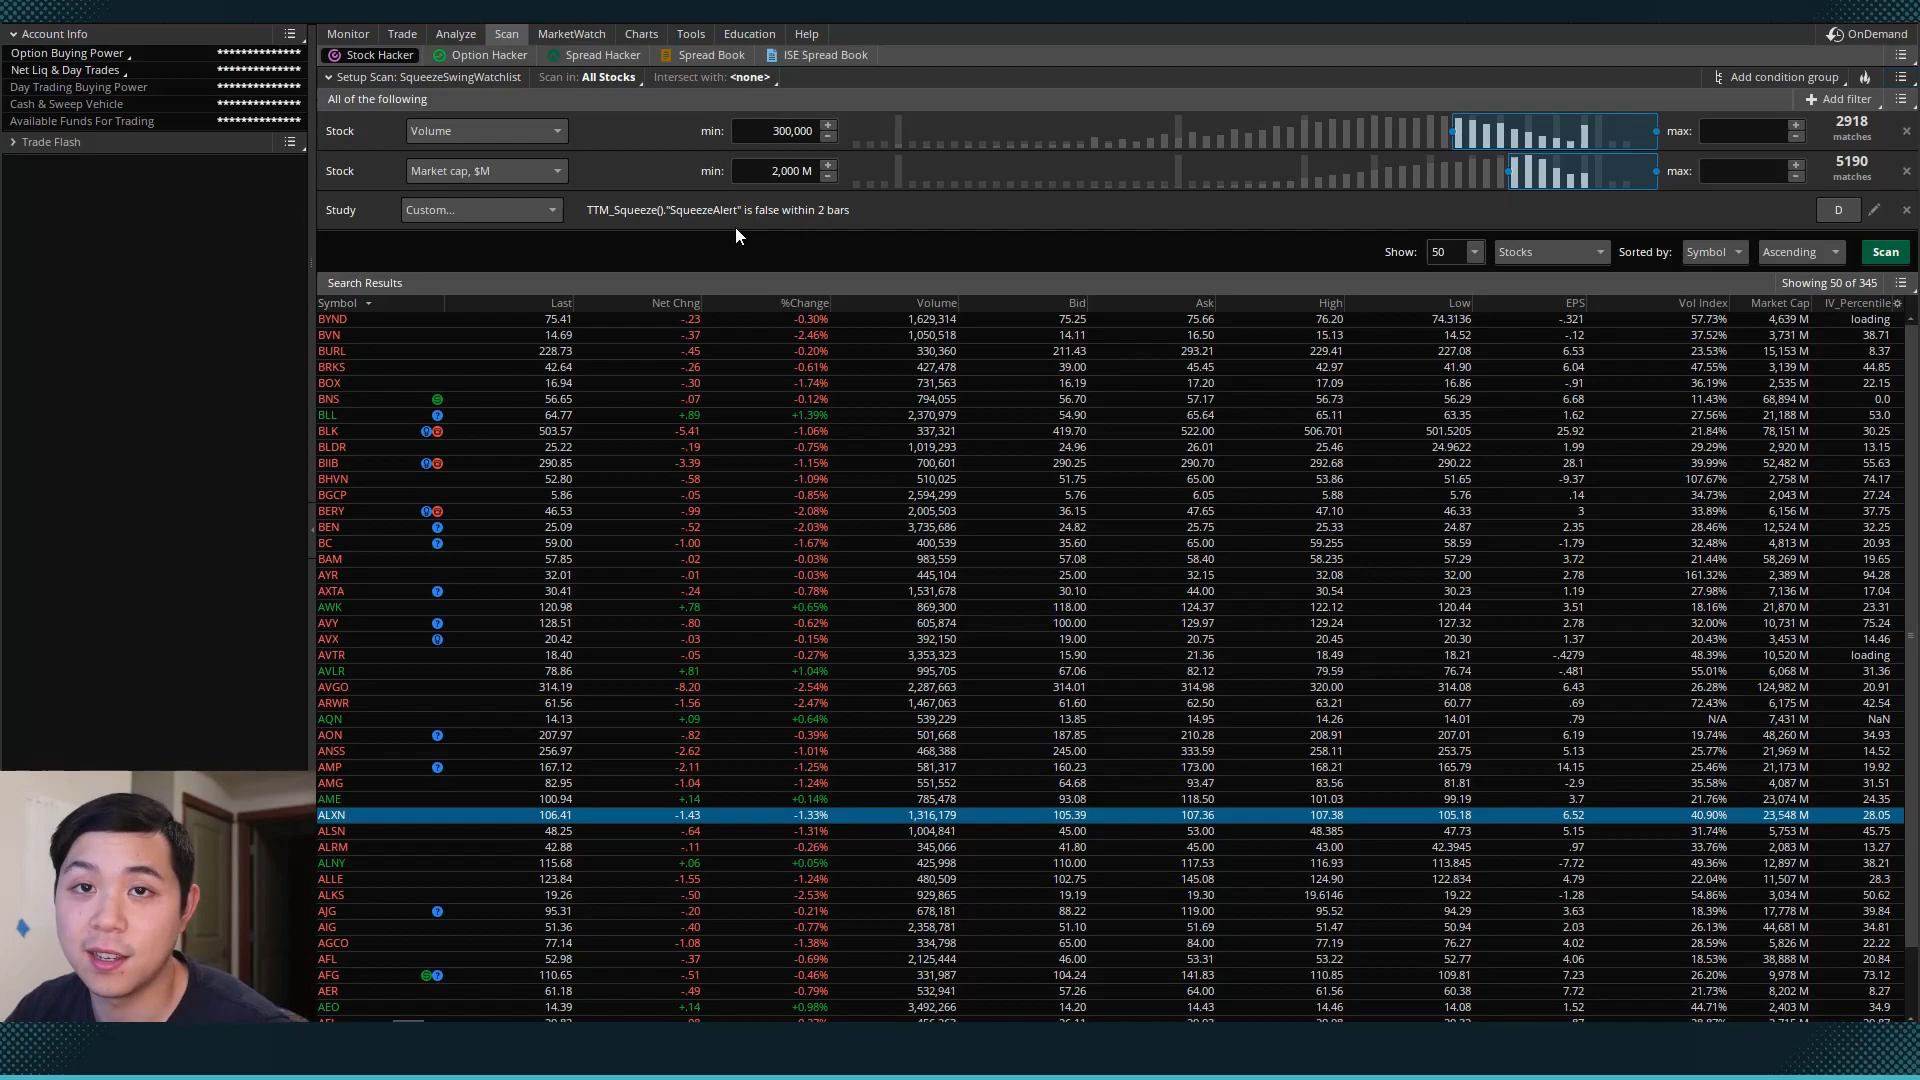 Account Info
Option Buying Power **************
Net Liq & Day Trades **************
Day Trading Buying Power **************
Cash & Sweep Vehicle **************
Available Funds For Trading **************
Trade Flash
Monitor Trade Analyze Scan MarketWatch Charts Tools Education Help OnDemand
Stock Hacker Option Hacker Spread Hacker Spread Book ISE Spread Book
Setup Scan: SqueezeSwingWatchlist Scan in: All Stocks Intersect with: <none> Add condition group
All of the following Add filter
Stock Volume min: 300,000 max: 2918 matches
Stock Market cap, $M min: 2,000 M max: 5190 matches
Study Custom... TTM_Squeeze()."SqueezeAlert" is false within 2 bars D
Show: 50 Stocks Sorted by: Symbol Ascending Scan
Search Results Showing 50 of 345
Symbol Last Net Chng %Change Volume Bid Ask High Low EPS Vol Index Market Cap IV_Percentile
BYND 75.41 -.23 -0.30% 1,629,314 75.25 75.66 76.20 74.3136 -.321 57.73% 4,639 M loading
BVN 14.69 -.37 -2.46% 1,050,518 14.11 16.50 15.13 14.52 -.12 37.52% 3,731 M 38.71
BURL 228.73 -.45 -0.20% 330,360 211.43 293.21 229.41 227.08 6.53 23.53% 15,153 M 8.37
BRKS 42.64 -.26 -0.61% 427,478 39.00 45.45 42.97 41.90 6.04 47.55% 3,139 M 44.85
BOX 16.94 -.30 -1.74% 731,563 16.19 17.20 17.09 16.86 -.91 36.19% 2,535 M 22.15
BNS 56.65 -.07 -0.12% 794,055 56.70 57.17 56.73 56.29 6.68 11.43% 68,894 M 0.0
BLL 64.77 +.89 +1.39% 2,370,979 54.90 65.64 65.11 63.35 1.62 27.56% 21,188 M 53.0
BLK 503.57 -5.41 -1.06% 337,321 419.70 522.00 506.701 501.5205 25.92 21.84% 78,151 M 30.25
BLDR 25.22 -.19 -0.75% 1,019,293 24.96 26.01 25.46 24.9622 1.99 29.29% 2,920 M 13.15
BIIB 290.85 -3.39 -1.15% 700,601 290.25 290.70 292.68 290.22 28.1 39.99% 52,482 M 55.63
BHVN 52.80 -.58 -1.09% 510,025 51.75 65.00 53.86 51.65 -9.37 107.67% 2,758 M 74.17
BGCP 5.86 -.05 -0.85% 2,594,299 5.76 6.05 5.88 5.76 .14 34.73% 2,043 M 27.24
BERY 46.53 -.99 -2.08% 2,005,503 36.15 47.65 47.10 46.33 3 33.89% 6,156 M 37.75
BEN 25.09 -.52 -2.03% 3,735,686 24.82 25.75 25.33 24.87 2.35 28.46% 12,524 M 32.25
BC 59.00 -1.00 -1.67% 400,539 35.60 65.00 59.255 58.59 -1.79 32.48% 4,813 M 20.93
BAM 57.85 -.02 -0.03% 983,559 57.08 58.40 58.235 57.29 3.72 21.44% 58,269 M 19.65
AYR 32.01 -.01 -0.03% 445,104 25.00 32.15 32.08 32.00 2.78 161.32% 2,389 M 94.28
AXTA 30.41 -.24 -0.78% 1,531,678 30.10 44.00 30.54 30.23 1.19 27.98% 7,136 M 17.04
AWK 120.98 +.78 +0.65% 869,300 118.00 124.37 122.12 120.44 3.51 18.16% 21,870 M 23.31
AVY 128.51 -.80 -0.62% 605,874 100.00 129.97 129.24 127.32 2.78 32.00% 10,731 M 75.24
AVX 20.42 -.03 -0.15% 392,150 19.00 20.75 20.45 20.30 1.37 20.43% 3,453 M 14.46
AVTR 18.40 -.05 -0.27% 3,353,323 15.90 21.36 18.49 18.21 -.4279 48.39% 10,520 M loading
AVLR 78.86 +.81 +1.04% 995,705 67.06 82.12 79.59 76.74 -.481 55.01% 6,068 M 31.36
AVGO 314.19 -8.20 -2.54% 2,287,663 314.01 314.98 320.00 314.08 6.43 26.28% 124,982 M 20.91
ARWR 61.56 -1.56 -2.47% 1,467,063 61.60 62.50 63.21 60.77 .69 72.43% 6,175 M 42.54
AQN 14.13 +.09 +0.64% 539,229 13.85 14.95 14.26 14.01 .79 N/A 7,431 M NaN
AON 207.97 -.82 -0.39% 501,668 187.85 210.28 208.91 207.01 6.19 19.74% 48,260 M 34.93
ANSS 256.97 -2.62 -1.01% 468,388 245.00 333.59 258.11 253.75 5.13 25.77% 21,969 M 14.52
AMP 167.12 -2.11 -1.25% 581,317 160.23 173.00 168.21 165.79 14.15 25.46% 21,173 M 19.92
AMG 82.95 -1.04 -1.24% 551,552 64.68 93.47 83.56 81.81 -2.9 35.58% 4,087 M 31.51
AME 100.94 +.14 +0.14% 785,478 93.08 118.50 101.03 99.19 3.7 21.76% 23,074 M 24.35
ALXN 106.41 -1.43 -1.33% 1,316,179 105.39 107.36 107.38 105.18 6.52 40.90% 23,548 M 28.05
ALSN 48.25 -.64 -1.31% 1,004,841 45.00 53.00 48.385 47.73 5.15 31.74% 5,753 M 45.75
ALRM 42.88 -.11 -0.26% 345,066 41.80 45.00 43.00 42.3945 .97 33.76% 2,083 M 13.27
ALNY 115.68 +.06 +0.05% 425,998 110.00 117.53 116.93 113.845 -7.72 49.36% 12,897 M 38.21
ALLE 123.84 -1.55 -1.24% 480,509 102.75 145.08 124.90 122.834 4.79 22.04% 11,507 M 28.3
ALKS 19.26 -.50 -2.53% 929,865 19.19 19.30 19.6146 19.22 -1.28 54.86% 3,034 M 50.62
AJG 95.31 -.20 -0.21% 678,181 88.22 119.00 95.52 94.29 3.63 18.39% 17,778 M 39.84
AIG 51.36 -.40 -0.77% 2,358,781 51.10 51.69 51.47 50.94 2.03 26.13% 44,681 M 34.81
AGCO 77.14 -1.08 -1.38% 334,798 65.00 84.00 77.19 76.27 4.02 28.59% 5,826 M 22.22
AFL 52.98 -.37 -0.69% 2,125,444 46.00 53.31 53.22 52.77 4.06 18.53% 38,888 M 20.84
AFG 110.65 -.51 -0.46% 331,987 104.24 141.83 110.85 109.81 7.23 26.20% 9,978 M 73.12
AER 61.18 -.49 -0.79% 532,941 57.26 64.00 61.56 60.38 7.72 21.73% 8,202 M 8.27
AEO 14.39 +.14 +0.98% 3,492,266 14.20 14.43 14.46 14.08 1.52 44.71% 2,403 M 34.9